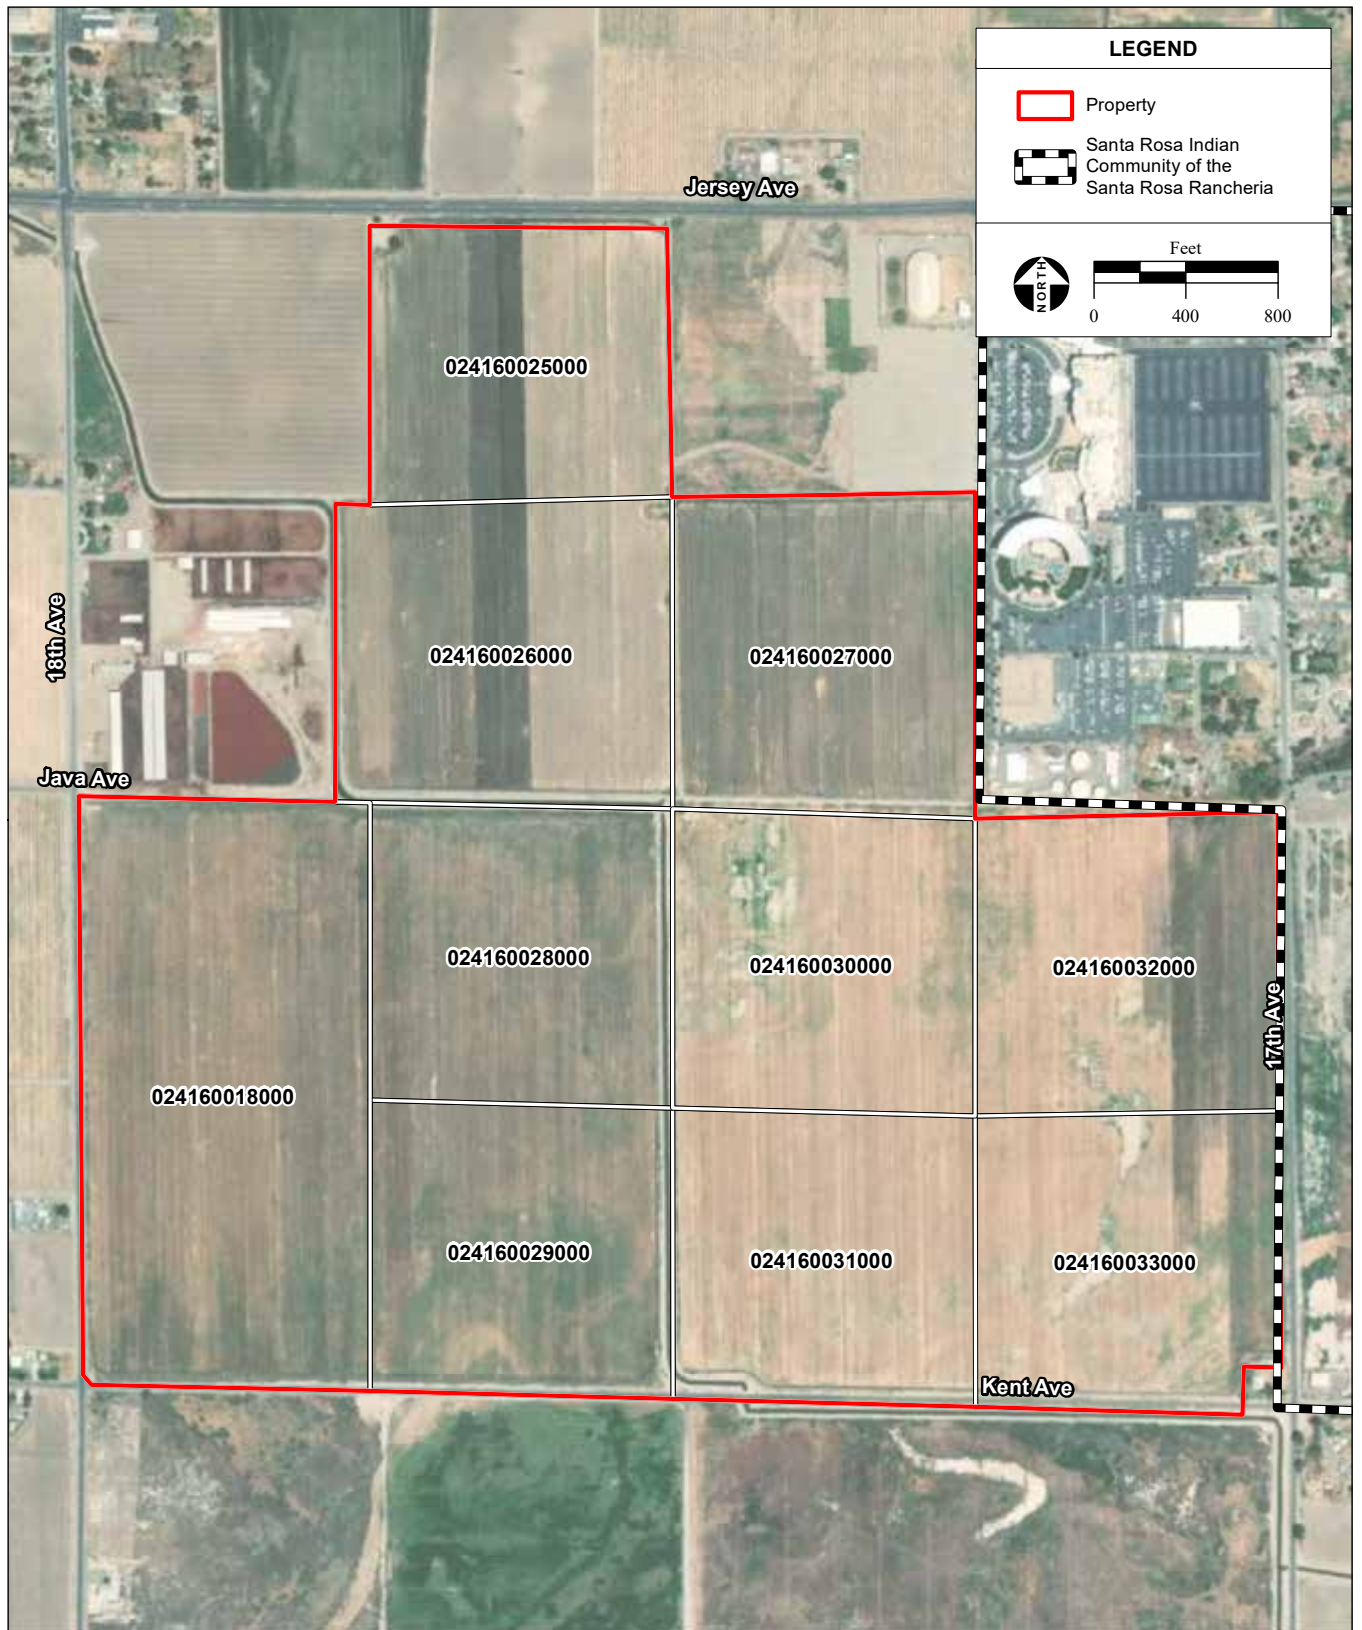 LEGEND
Property
Santa Rosa Indian
Community of the
Santa Rosa Rancheria
Feet
NORTH
0 400 800
Jersey Ave
024160025000
18th Ave
024160026000
024160027000
Java Ave
024160028000
024160030000
024160032000
17th Ave
024160018000
024160029000
024160031000
024160033000
Kent Ave